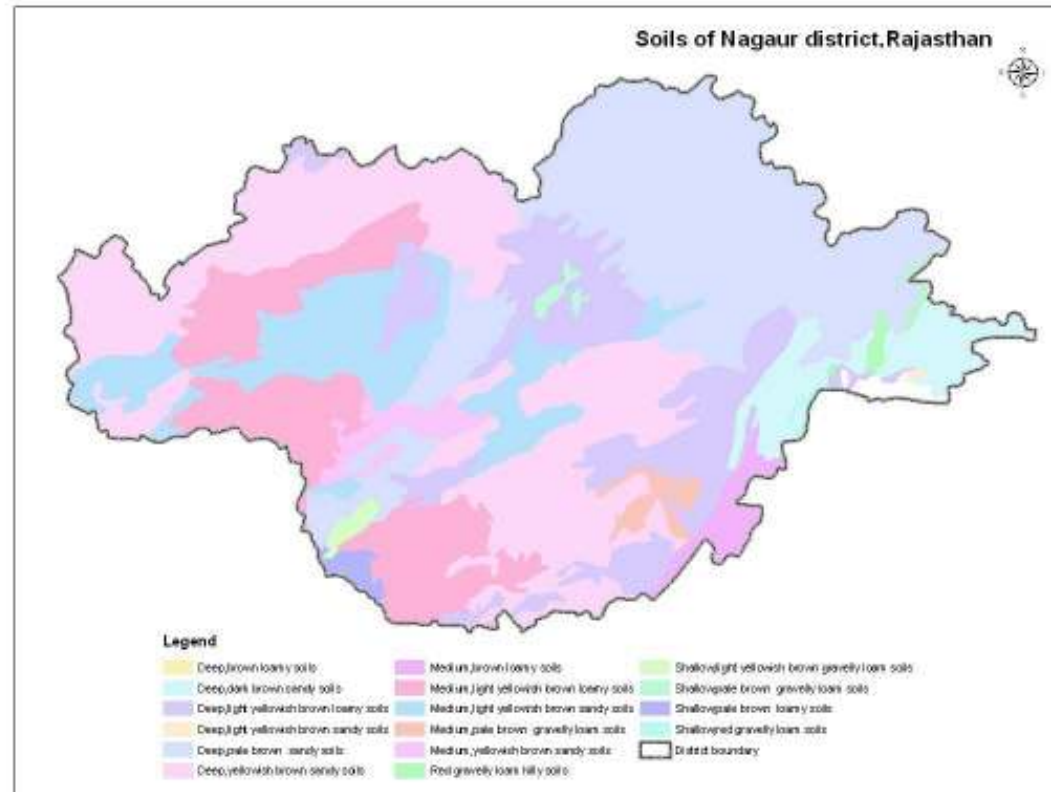 Soils of Nagaur district,Rajasthan
Legend
Deep,brown loamy soils
Deep,dark brown sandy soils
Deep,light yellowish brown loamy soils
Deep,light yellowish brown sandy soils
Deep,pale brown sandy soils
Deep,yellowish brown sandy soils
Medium,brown loamy soils
Medium,light yellowish brown loamy soils
Medium,light yellowish brown sandy soils
Medium,pale brown gravelly loam soils
Medium,yellowish brown sandy soils
Red gravelly loam hilly soils
Shallow,light yellowish brown gravelly loam soils
Shallow,pale brown gravelly loam soils
Shallow,pale brown loamy soils
Shallow,red gravelly loam soils
District boundary